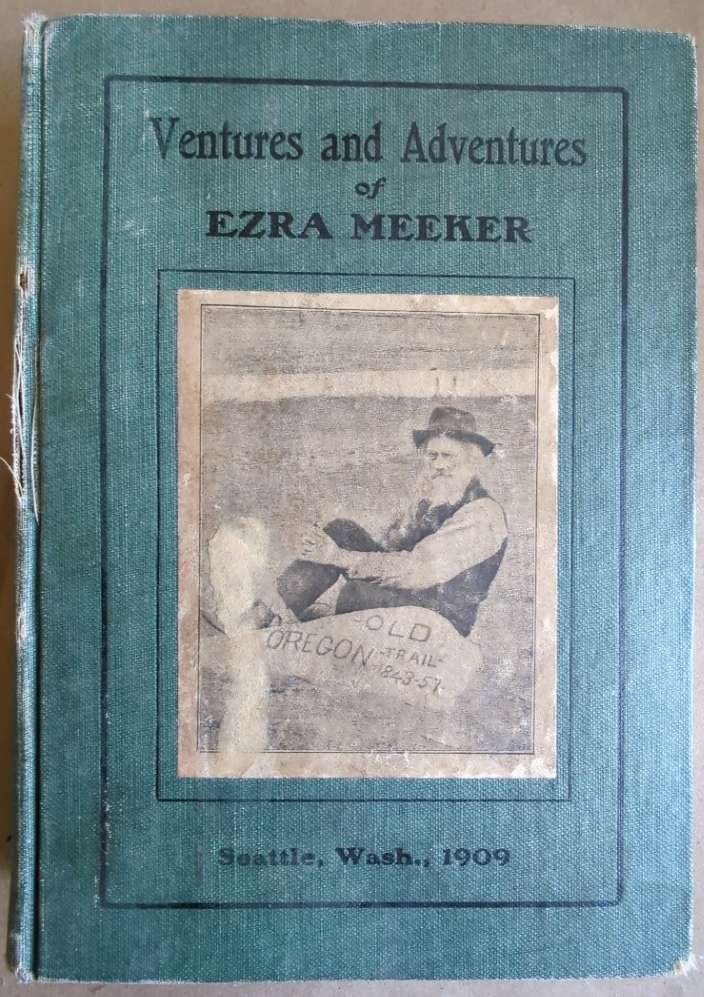 Ventures and Adventures
of
EZRA MEEKER
OLD
OREGON TRAIL
1843-57
Seattle, Wash., 1909